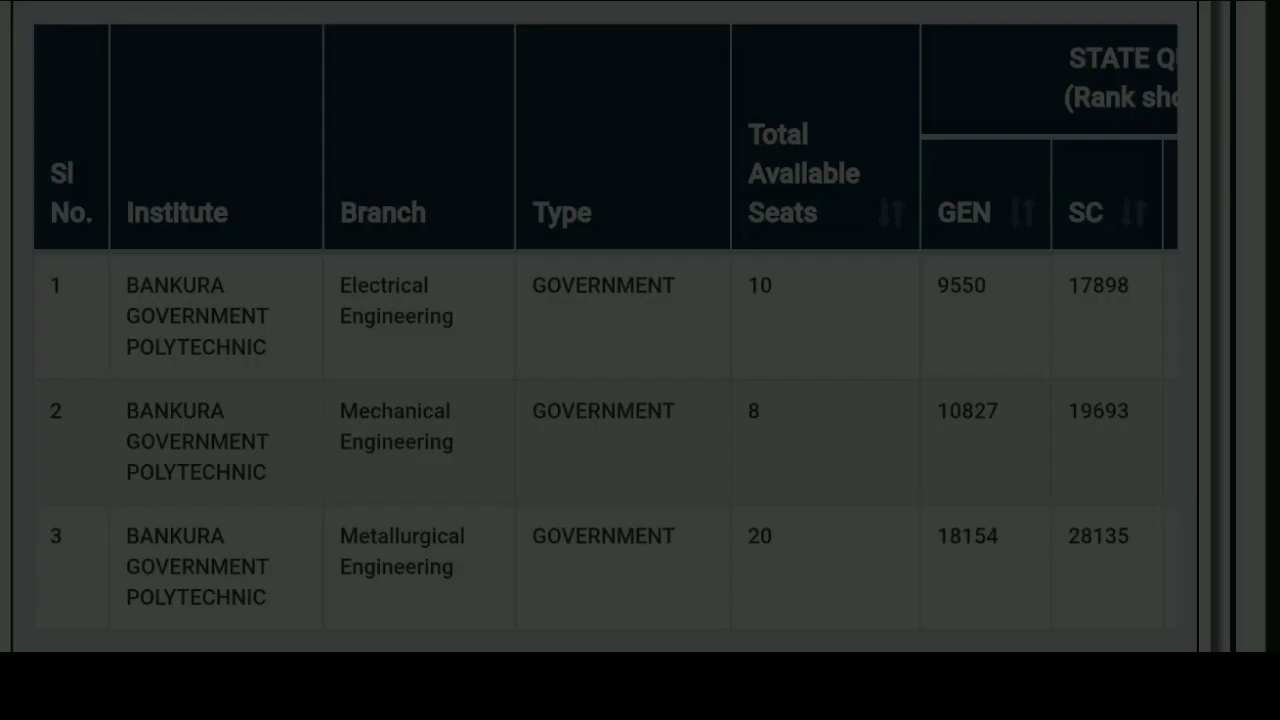 STATE Q
(Rank sho
Total
Available
Seats
Sl
No.
Institute
Branch
Type
GEN
SC
1
BANKURA
GOVERNMENT
POLYTECHNIC
Electrical
Engineering
GOVERNMENT
10
9550
17898
2
BANKURA
GOVERNMENT
POLYTECHNIC
Mechanical
Engineering
GOVERNMENT
8
10827
19693
3
BANKURA
GOVERNMENT
POLYTECHNIC
Metallurgical
Engineering
GOVERNMENT
20
18154
28135